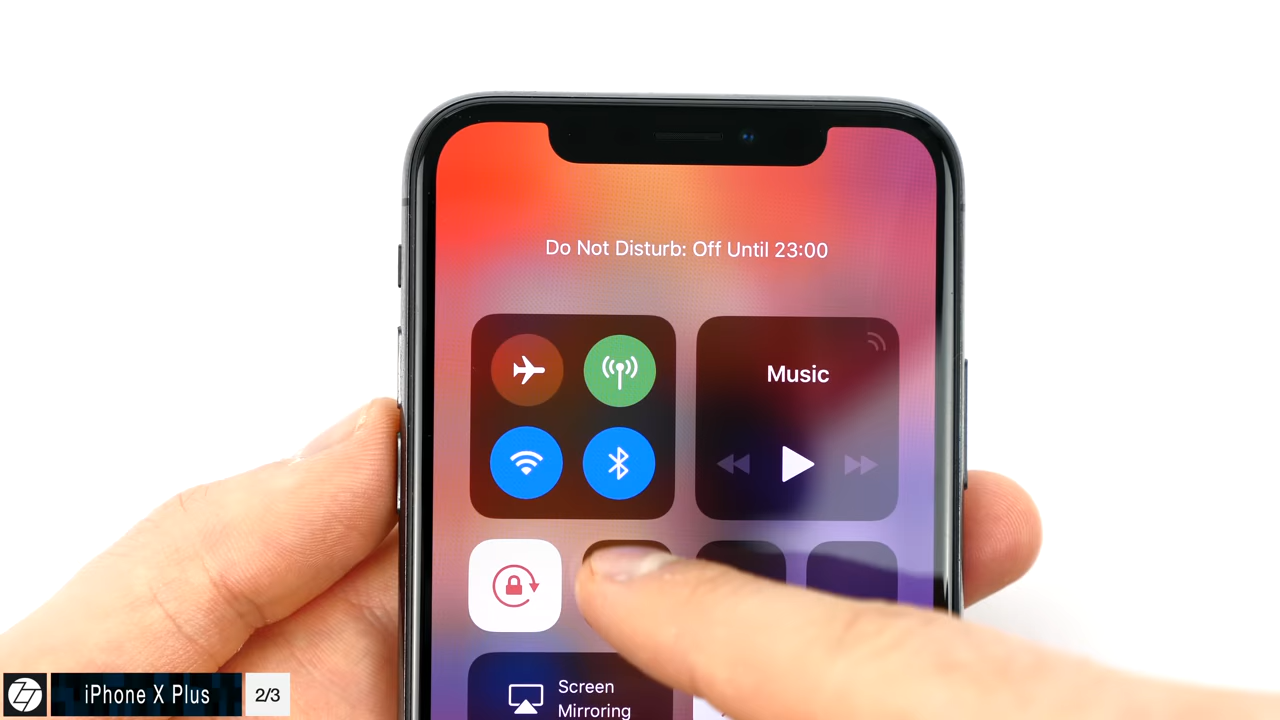 Do Not Disturb: Off Until 23:00
Music
Screen
Mirroring
iPhone X Plus
2/3